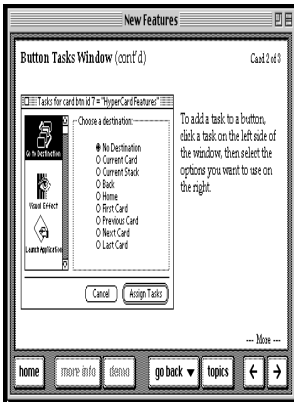 New Features
Button Tasks Window (cont'd)
Card 2 of 3
Tasks for card btn id 7 = "HyperCard Features"
Go to Destination
Visual Effect
Launch Application
Choose a destination:
No Destination
Current Card
Current Stack
Back
Home
First Card
Previous Card
Next Card
Last Card
Cancel
Assign Tasks
To add a task to a button,
click a task on the left side of
the window, then select the
options you want to use on
the right.
--- More ---
home
more info
demo
go back
topics